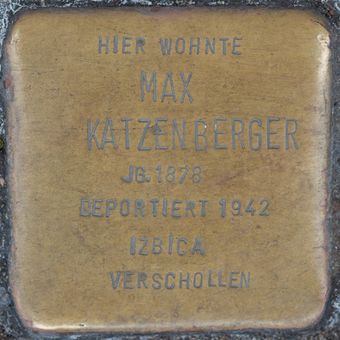 HIER WOHNTE
MAX
KATZENBERGER
JG. 1878
DEPORTIERT 1942
IZBICA
VERSCHOLLEN